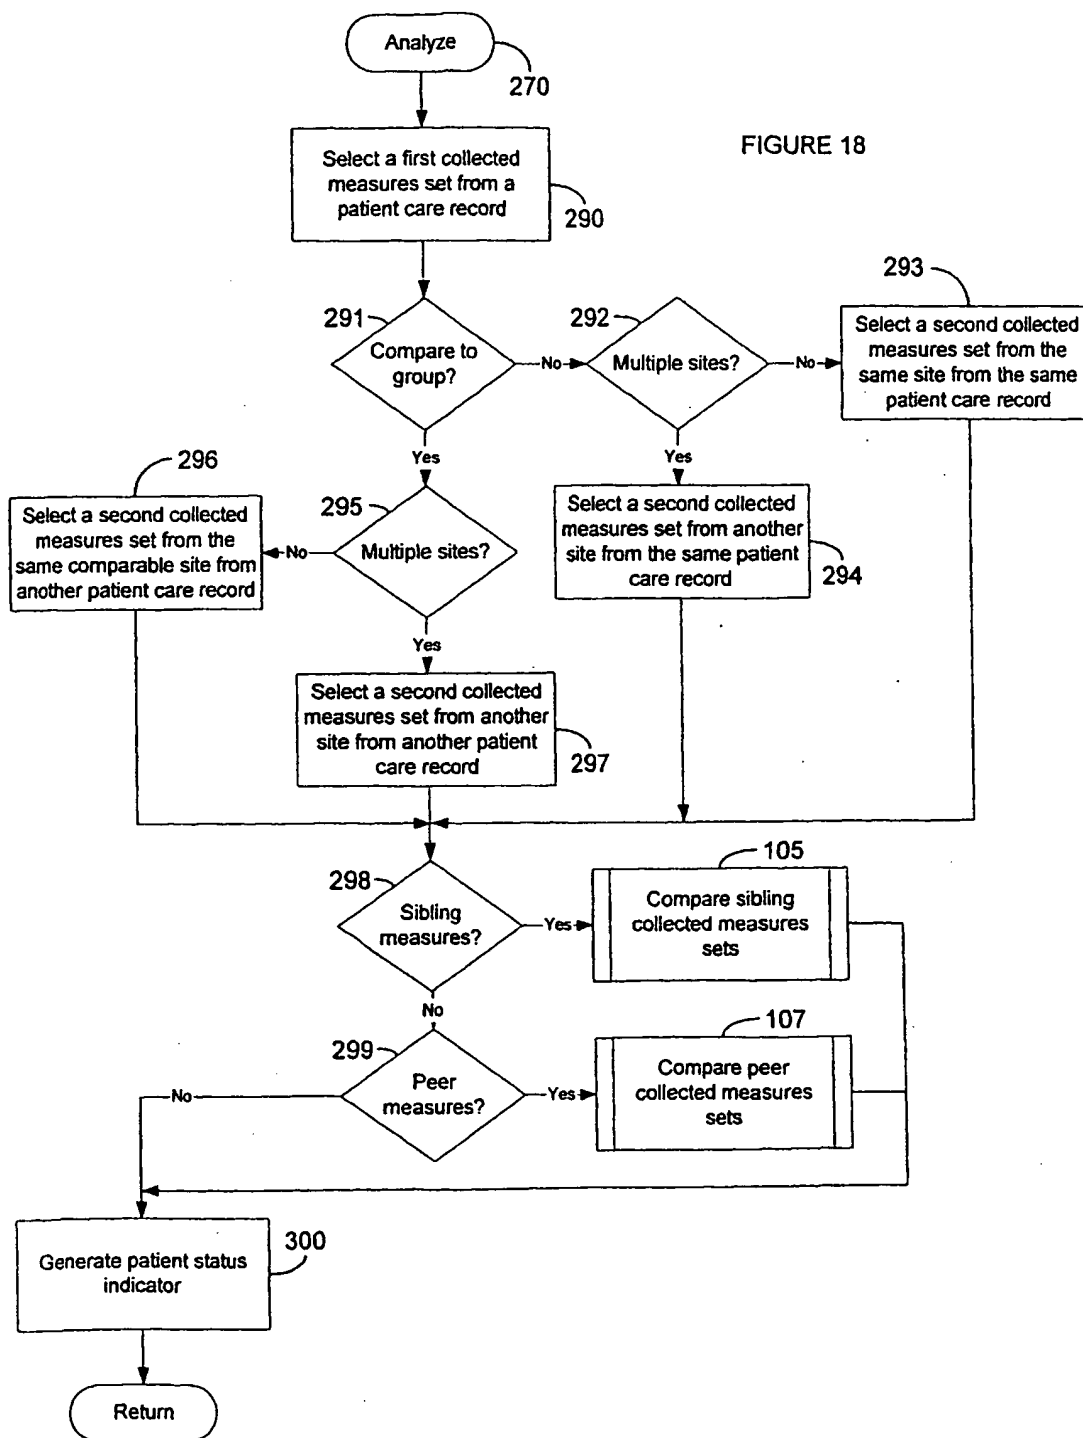 Analyze
270
FIGURE 18
Select a first collected
measures set from a
patient care record
290
293
291
Compare to
group?
No
292
Multiple sites?
No
Select a second collected
measures set from the
same site from the same
patient care record
Yes
Yes
296
Select a second collected
measures set from the
same comparable site from
another patient care record
295
Multiple sites?
No
Select a second collected
measures set from another
site from the same patient
care record
294
Yes
Select a second collected
measures set from another
site from another patient
care record
297
298
Sibling
measures?
Yes
105
Compare sibling
collected measures
sets
No
299
Peer
measures?
No
Yes
107
Compare peer
collected measures
sets
Generate patient status
indicator
300
Return